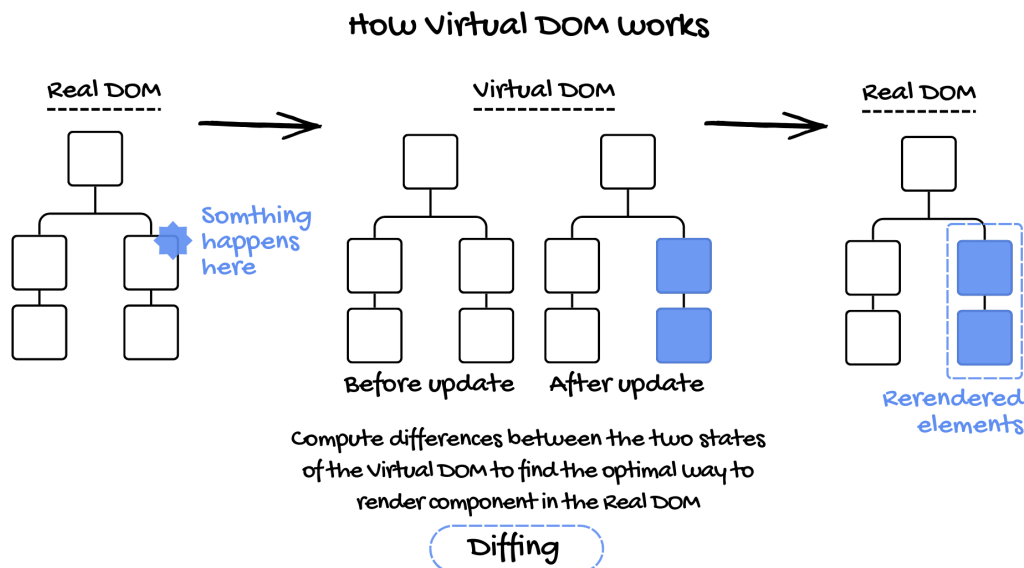 How Virtual DOM works
Real DOM
Virtual DOM
Real DOM
Somthing
happens
here
Before update
After update
Rerendered
elements
Compute differences between the two states
of the Virtual DOM to find the optimal way to
render component in the Real DOM
Diffing